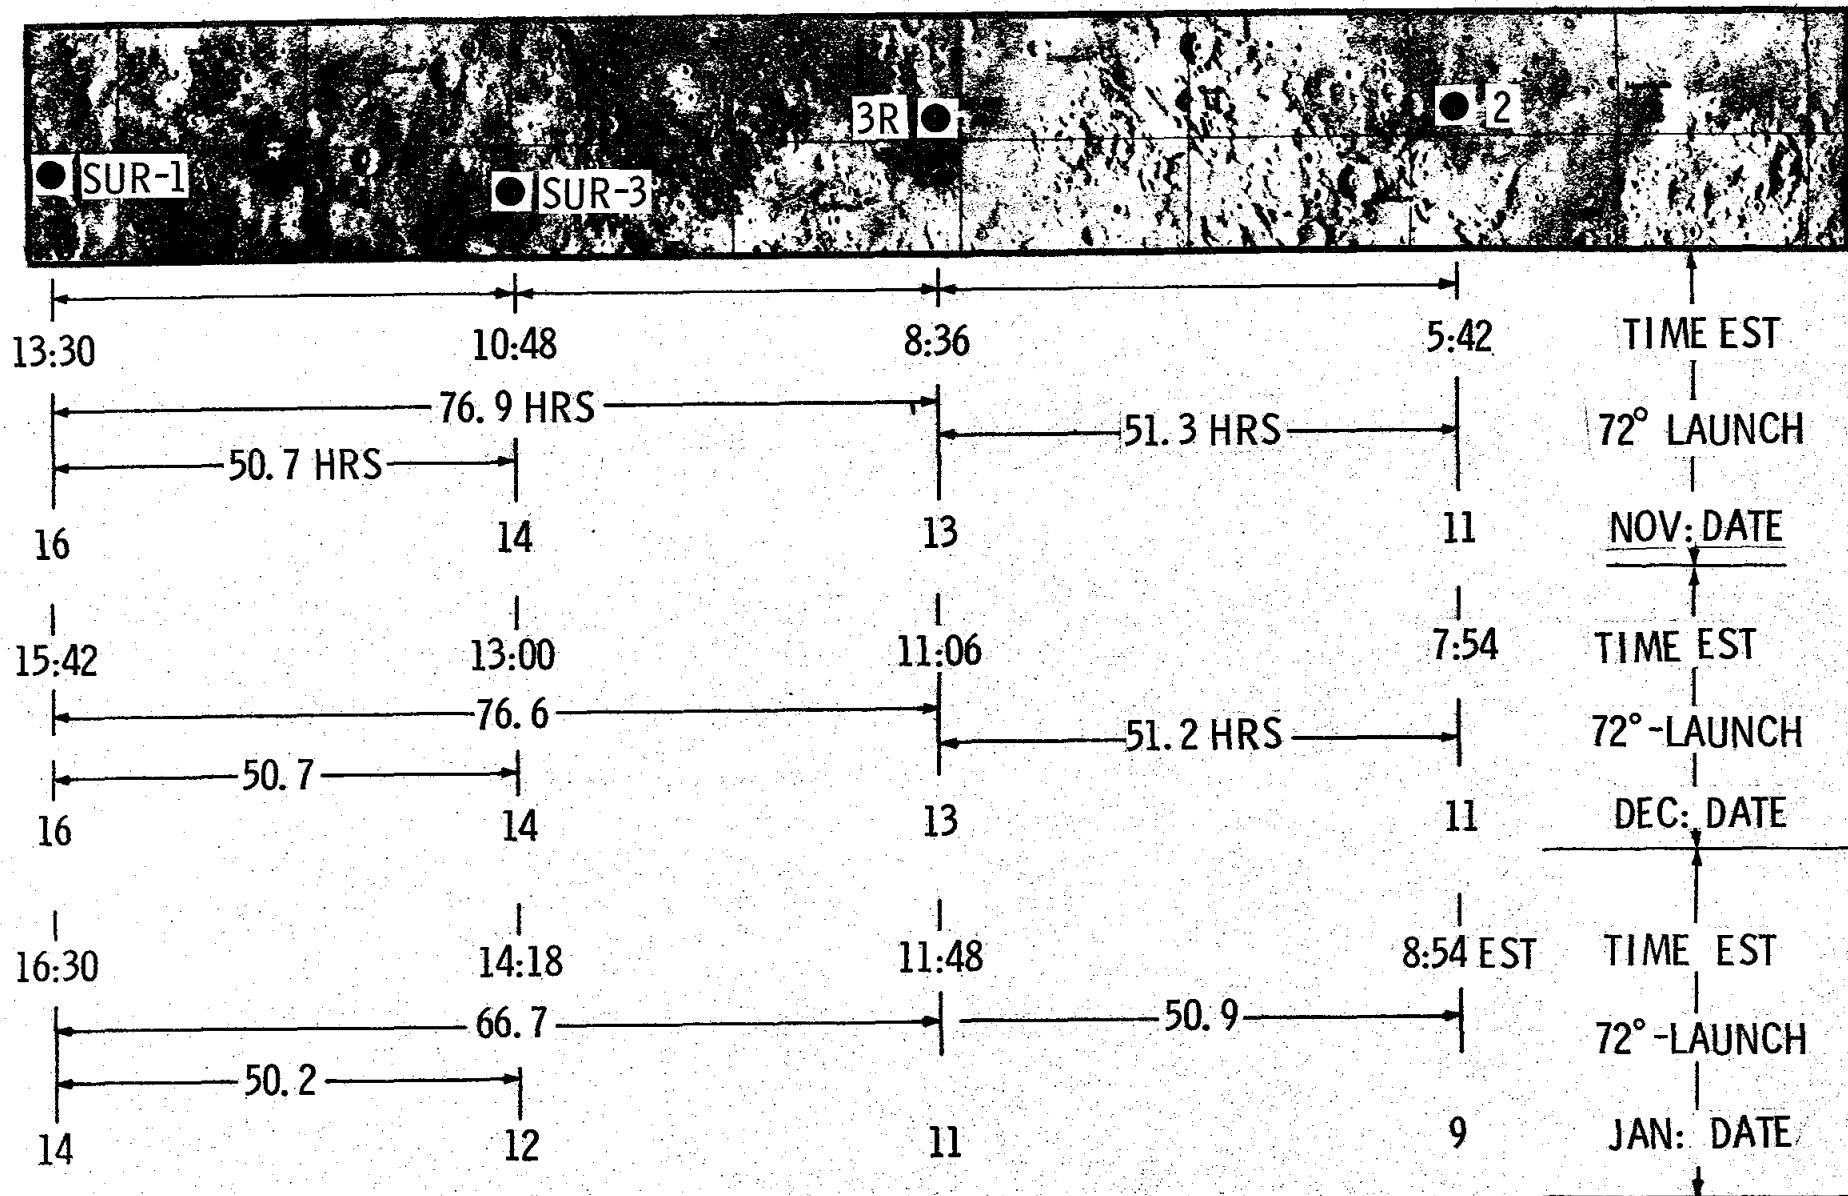 3R
2
SUR-1
SUR-3
13:30 10:48 8:36 5:42 TIME EST
76.9 HRS
51.3 HRS 72° LAUNCH
50.7 HRS
16 14 13 11 NOV: DATE
15:42 13:00 11:06 7:54 TIME EST
76.6
51.2 HRS 72°-LAUNCH
50.7
16 14 13 11 DEC: DATE
16:30 14:18 11:48 8:54 EST TIME EST
66.7 50.9
72°-LAUNCH
50.2
14 12 11 9 JAN: DATE